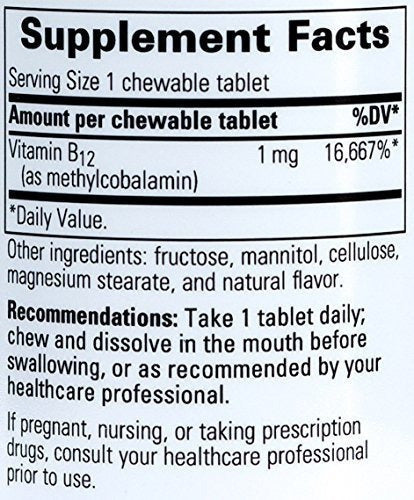 Supplement Facts
Serving Size 1 chewable tablet
Amount per chewable tablet %DV*
Vitamin B12 1 mg 16,667%*
(as methylcobalamin)
*Daily Value.
Other ingredients: fructose, mannitol, cellulose,
magnesium stearate, and natural flavor.
Recommendations: Take 1 tablet daily;
chew and dissolve in the mouth before
swallowing, or as recommended by your
healthcare professional.
If pregnant, nursing, or taking prescription
drugs, consult your healthcare professional
prior to use.